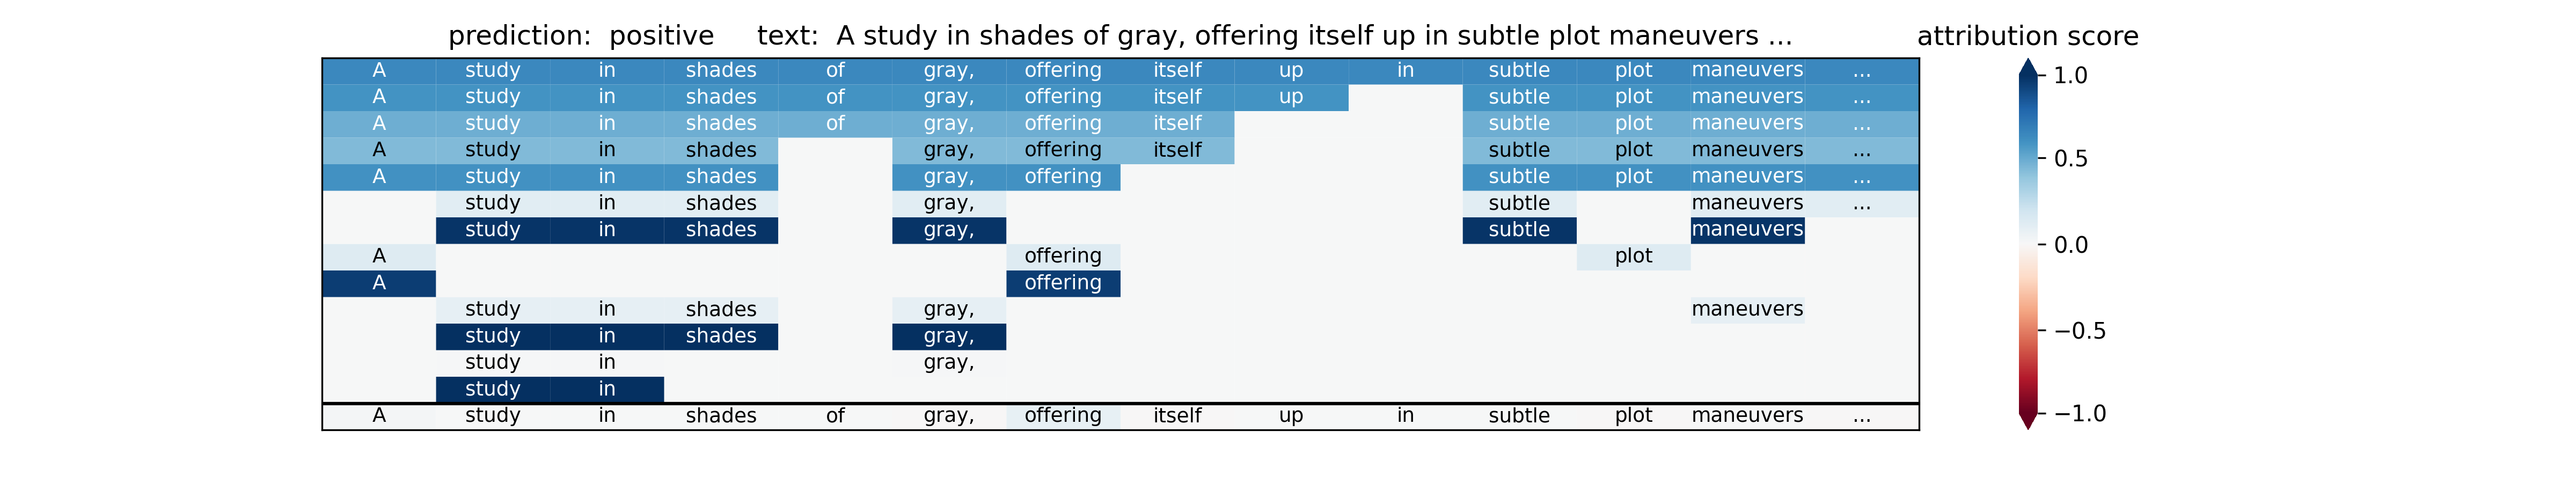 prediction: positive text: A study in shades of gray, offering itself up in subtle plot maneuvers ... attribution score
A study in shades of gray, offering itself up in subtle plot maneuvers ...
A study in shades of gray, offering itself up subtle plot maneuvers ...
A study in shades of gray, offering itself subtle plot maneuvers ...
A study in shades gray, offering itself subtle plot maneuvers ...
A study in shades gray, offering subtle plot maneuvers ...
study in shades gray, subtle maneuvers ...
study in shades gray, subtle maneuvers
A offering plot
A offering
study in shades gray, maneuvers
study in shades gray,
study in gray,
study in
A study in shades of gray, offering itself up in subtle plot maneuvers ...
1.0
0.5
0.0
−0.5
−1.0